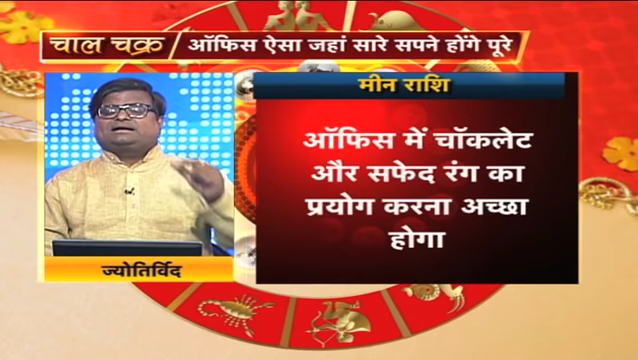 चाल चक्र / ऑफिस ऐसा जहां सारे सपने होंगे पूरे
मीन राशि
ऑफिस में चॉकलेट
और सफेद रंग का
प्रयोग करना अच्छा
होगा
ज्योतिर्विद